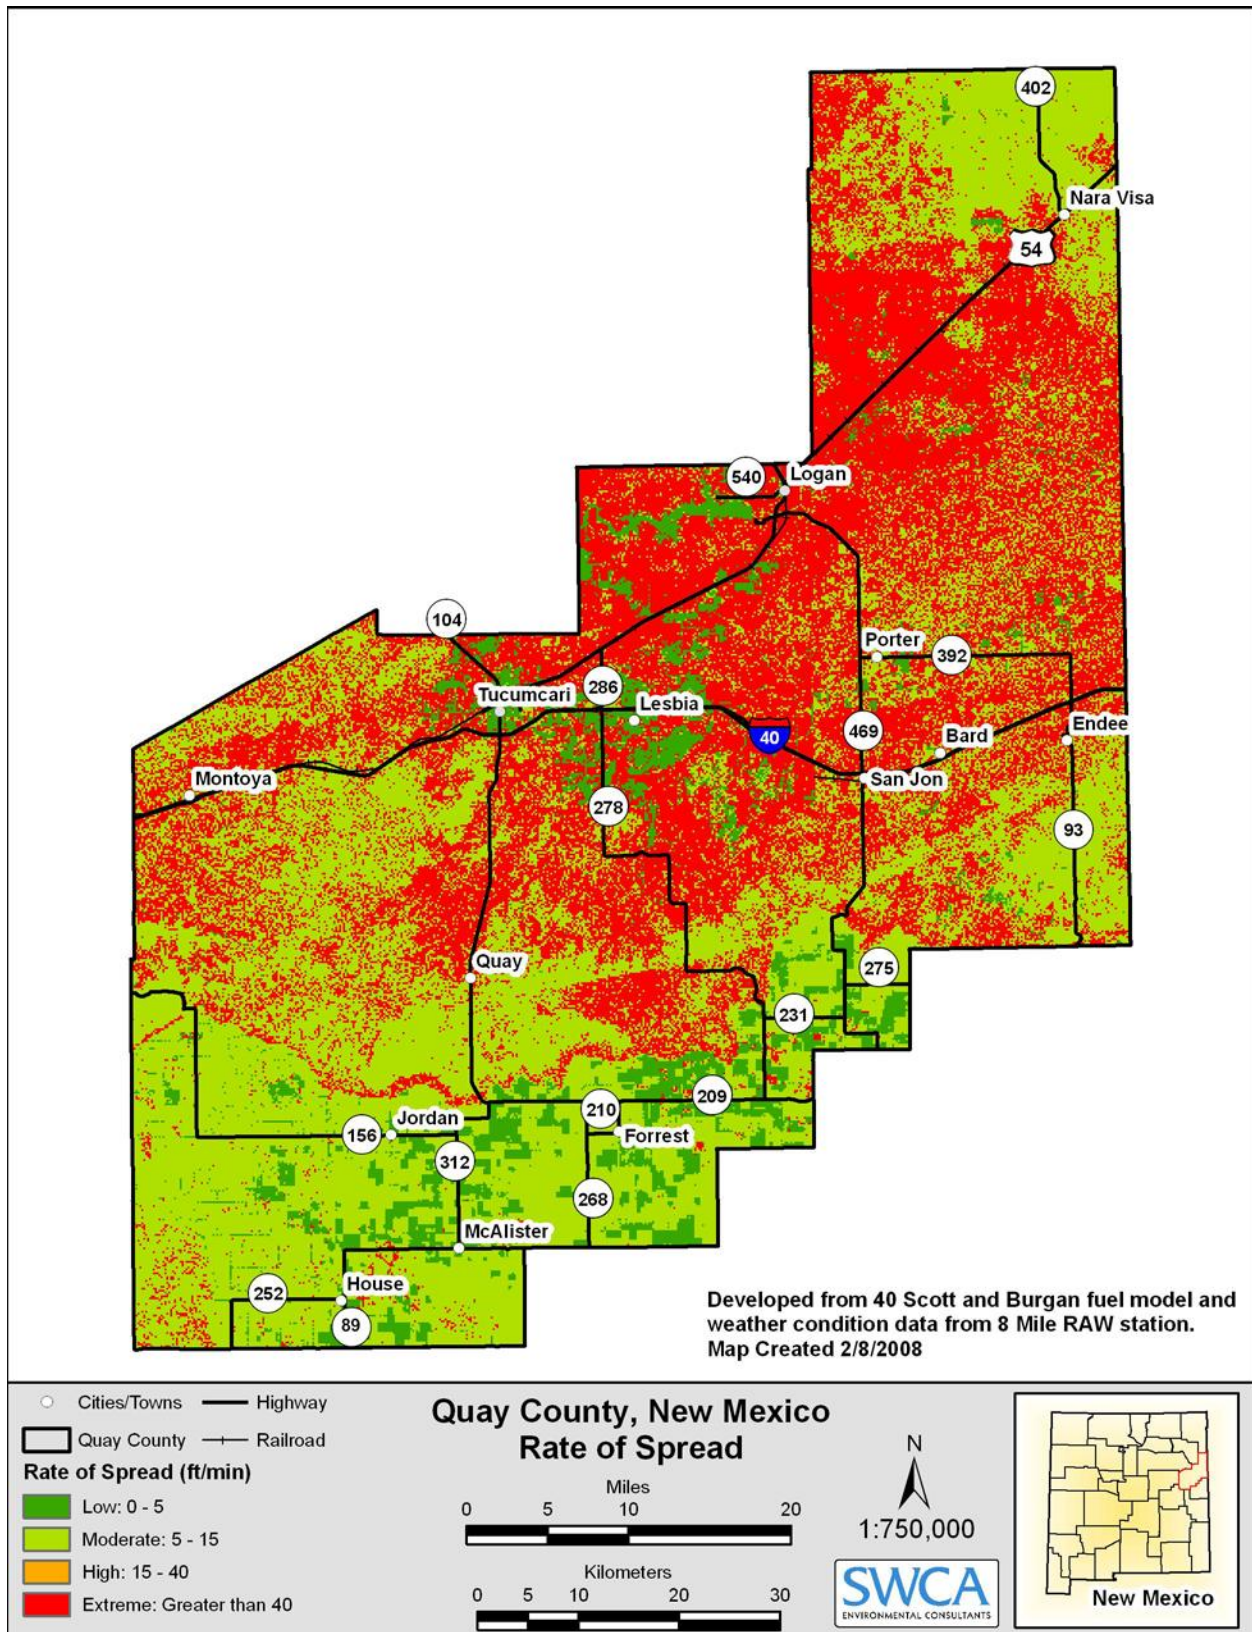 402
Nara Visa
54
540
Logan
104
Porter
392
286
Tucumcari
Lesbia
469
Bard
Endee
40
San Jon
Montoya
278
93
Quay
275
231
209
210
Jordan
156
Forrest
312
268
McAlister
252
House
89
Developed from 40 Scott and Burgan fuel model and
weather condition data from 8 Mile RAW station.
Map Created 2/8/2008
Cities/Towns
Highway
Quay County
Railroad
Rate of Spread (ft/min)
Low: 0 - 5
Moderate: 5 - 15
High: 15 - 40
Extreme: Greater than 40
Quay County, New Mexico
Rate of Spread
Miles
0 5 10 20
Kilometers
0 5 10 20 30
N
1:750,000
SWCA
ENVIRONMENTAL CONSULTANTS
New Mexico